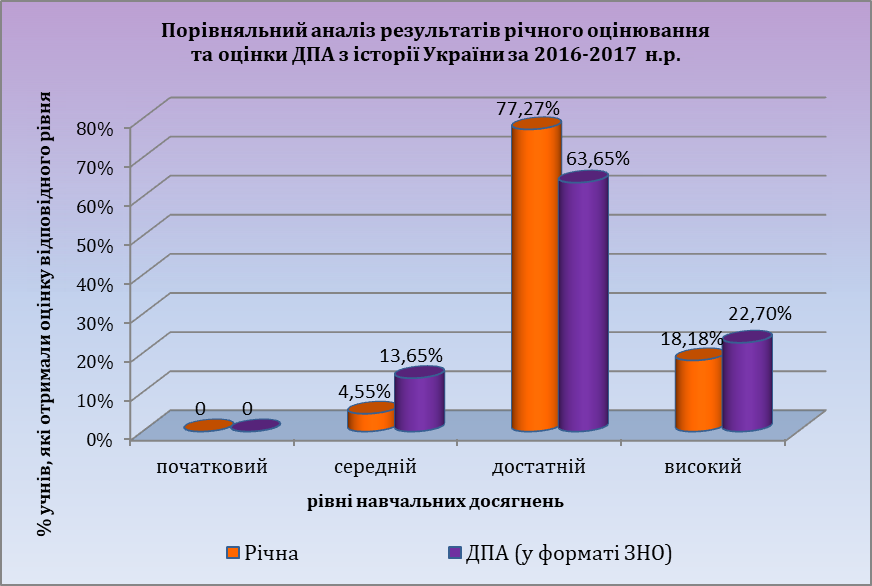 Порівняльний аналіз результатів річного оцінювання
та оцінки ДПА з історії України за 2016-2017 н.р.
% учнів, які отримали оцінку відповідного рівня
80%
70%
60%
50%
40%
30%
20%
10%
0%
0
0
4,55%
13,65%
77,27%
63,65%
18,18%
22,70%
початковий
середній
достатній
високий
рівні навчальних досягнень
Річна
ДПА (у форматі ЗНО)